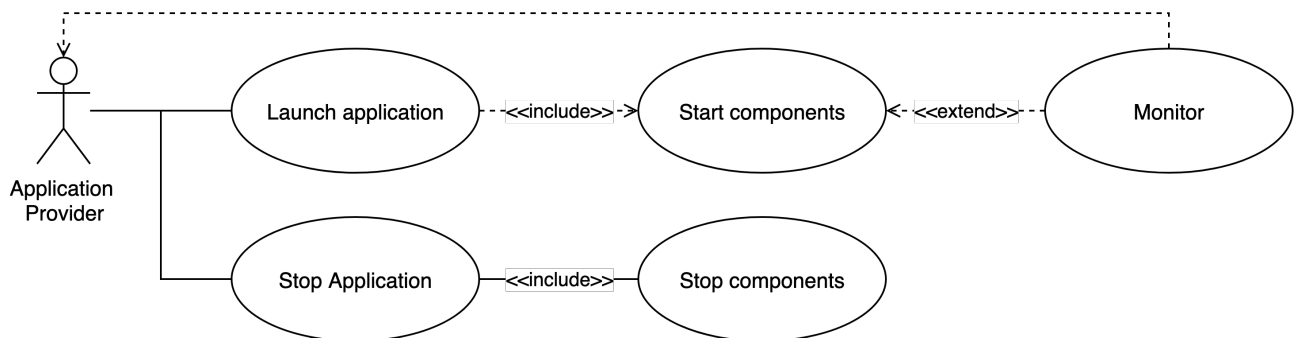 Launch application
<<include>>
Start components
<<extend>>
Monitor
Application
Provider
Stop Application
<<include>>
Stop components